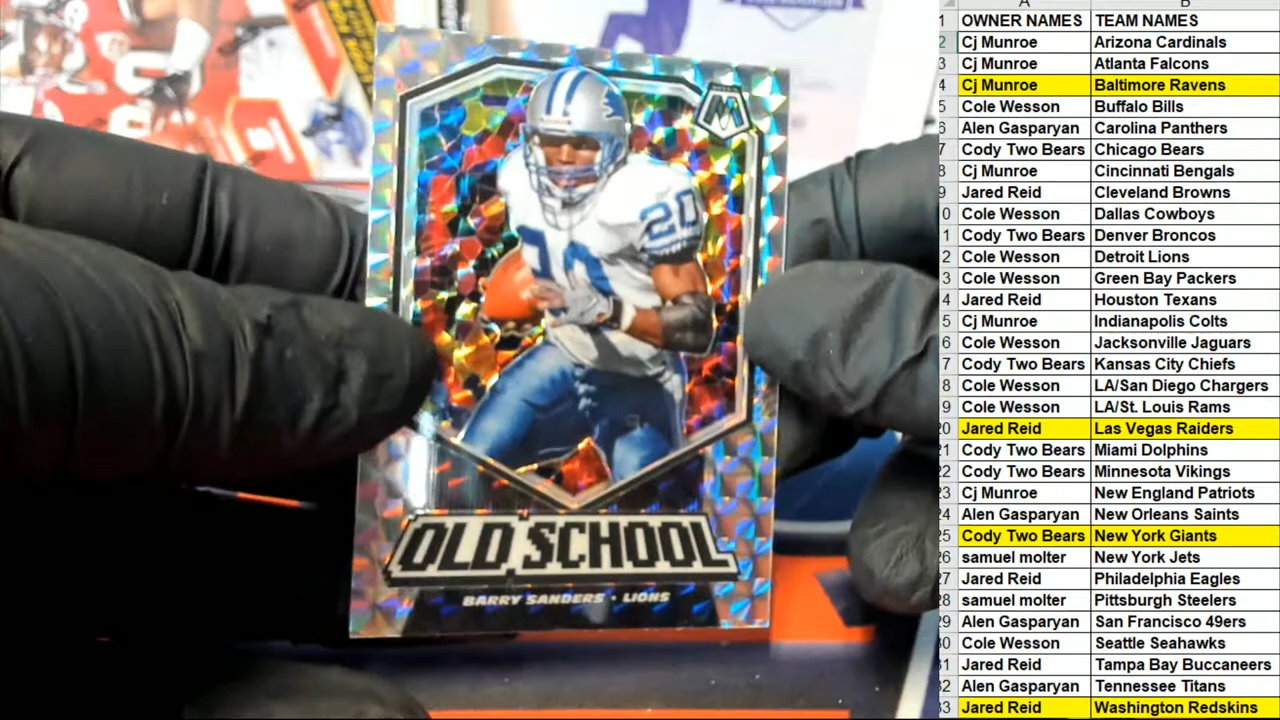 B
1 OWNER NAMES TEAM NAMES
2 Cj Munroe Arizona Cardinals
3 Cj Munroe Atlanta Falcons
4 Cj Munroe Baltimore Ravens
5 Cole Wesson Buffalo Bills
6 Alen Gasparyan Carolina Panthers
7 Cody Two Bears Chicago Bears
8 Cj Munroe Cincinnati Bengals
9 Jared Reid Cleveland Browns
0 Cole Wesson Dallas Cowboys
1 Cody Two Bears Denver Broncos
2 Cole Wesson Detroit Lions
3 Cole Wesson Green Bay Packers
4 Jared Reid Houston Texans
5 Cj Munroe Indianapolis Colts
6 Cole Wesson Jacksonville Jaguars
7 Cody Two Bears Kansas City Chiefs
8 Cole Wesson LA/San Diego Chargers
9 Cole Wesson LA/St. Louis Rams
20 Jared Reid Las Vegas Raiders
21 Cody Two Bears Miami Dolphins
22 Cody Two Bears Minnesota Vikings
23 Cj Munroe New England Patriots
24 Alen Gasparyan New Orleans Saints
25 Cody Two Bears New York Giants
26 samuel molter New York Jets
27 Jared Reid Philadelphia Eagles
28 samuel molter Pittsburgh Steelers
29 Alen Gasparyan San Francisco 49ers
30 Cole Wesson Seattle Seahawks
31 Jared Reid Tampa Bay Buccaneers
32 Alen Gasparyan Tennessee Titans
33 Jared Reid Washington Redskins
20
20
OLD SCHOOL
BARRY SANDERS · LIONS